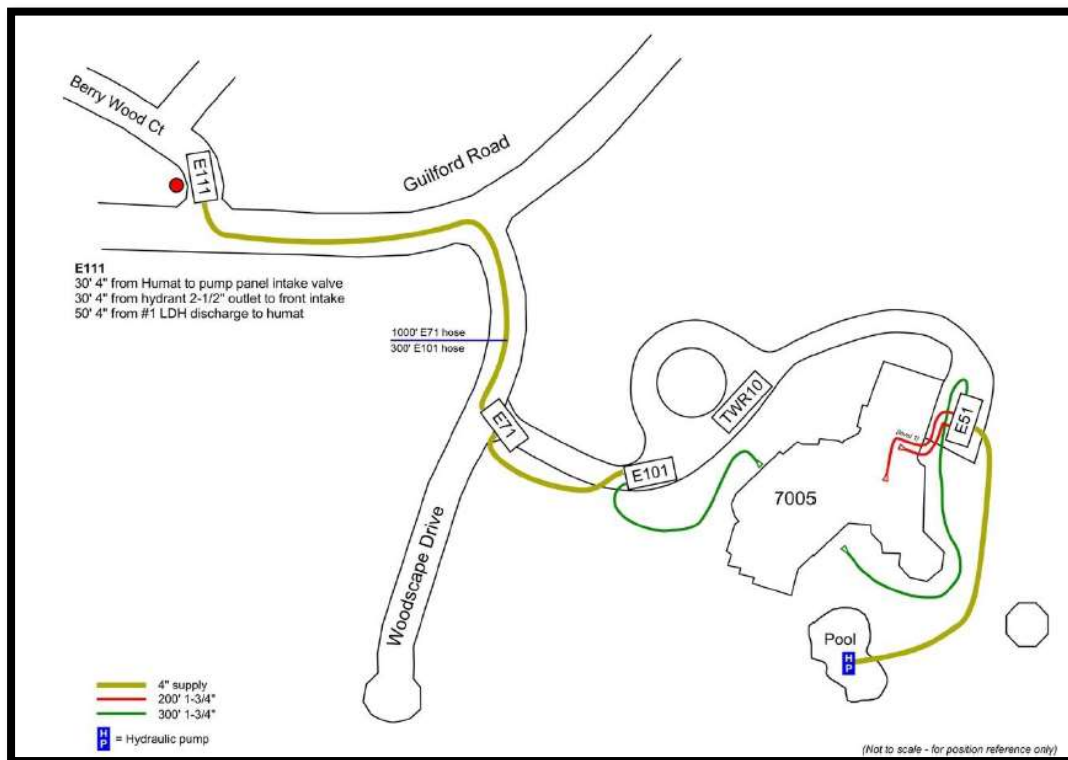 Berry Wood Ct
E111
Guilford Road
E111
30' 4" from Humat to pump panel intake valve
30' 4" from hydrant 2-1/2" outlet to front intake
50' 4" from #1 LDH discharge to humat
1000' E71 hose
300' E101 hose
E71
TWR10
E51
E101
7005
Woodscape Drive
Pool
HP
4" supply
200' 1-3/4"
300' 1-3/4"
HP = Hydraulic pump
(Not to scale - for position reference only)